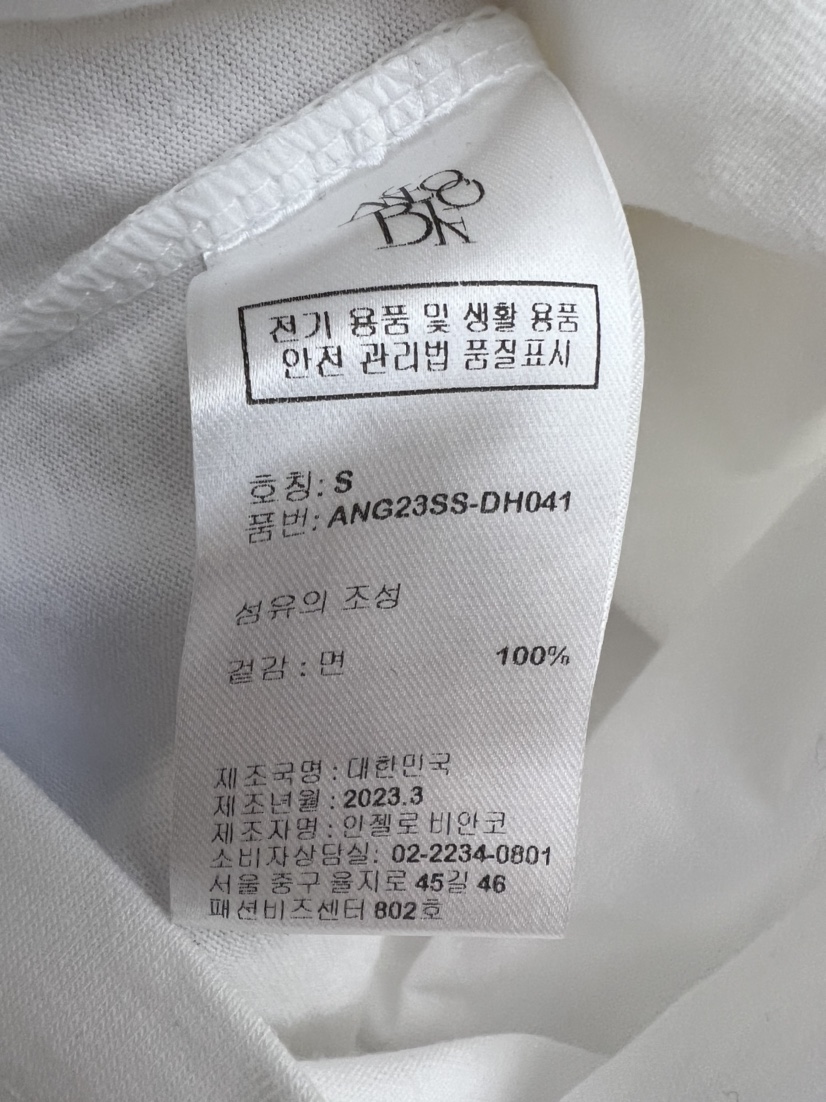 전기 용품 및 생활 용품
안전 관리법 품질표시
호칭: S
품번: ANG23SS-DH041
섬유의 조성
겉감 : 면 100%
제조국명 : 대한민국
제조년월 : 2023.3
제조자명 : 안젤로 비안코
소비자상담실: 02-2234-0801
서울 중구 을지로 45길 46
패션비즈센터 802호